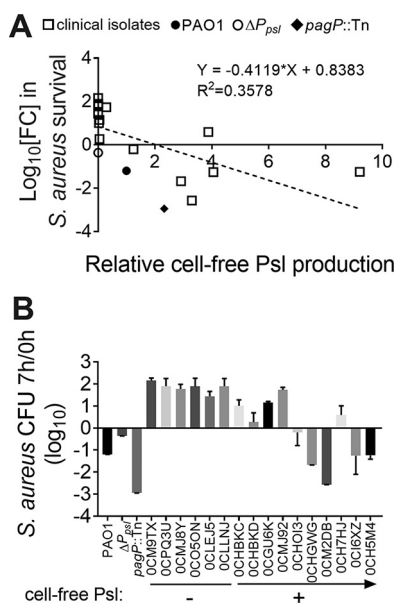 A
□ clinical isolates ●PAO1 ○ΔPpsl ◆ pagP::Tn
Y = -0.4119*X + 0.8383
R²=0.3578
Log10[FC] in
S. aureus survival
4
2
0
-2
-4
2 4 6 8 10
Relative cell-free Psl production
B
S. aureus CFU 7h/0h
(log10)
3
2
1
0
-1
-2
-3
-4
PAO1
ΔPpsl
pagP::Tn
0CM9TX
0CPQ3U
0CMJ8Y
0CO5ON
0CLEJ5
0CLLNJ
0CHBKC
0CHBKD
0CGU6K
0CMJ92
0CHOI3
0CHGWG
0CM2DB
0CH7HJ
0CI6XZ
0CH5M4
cell-free Psl: - +